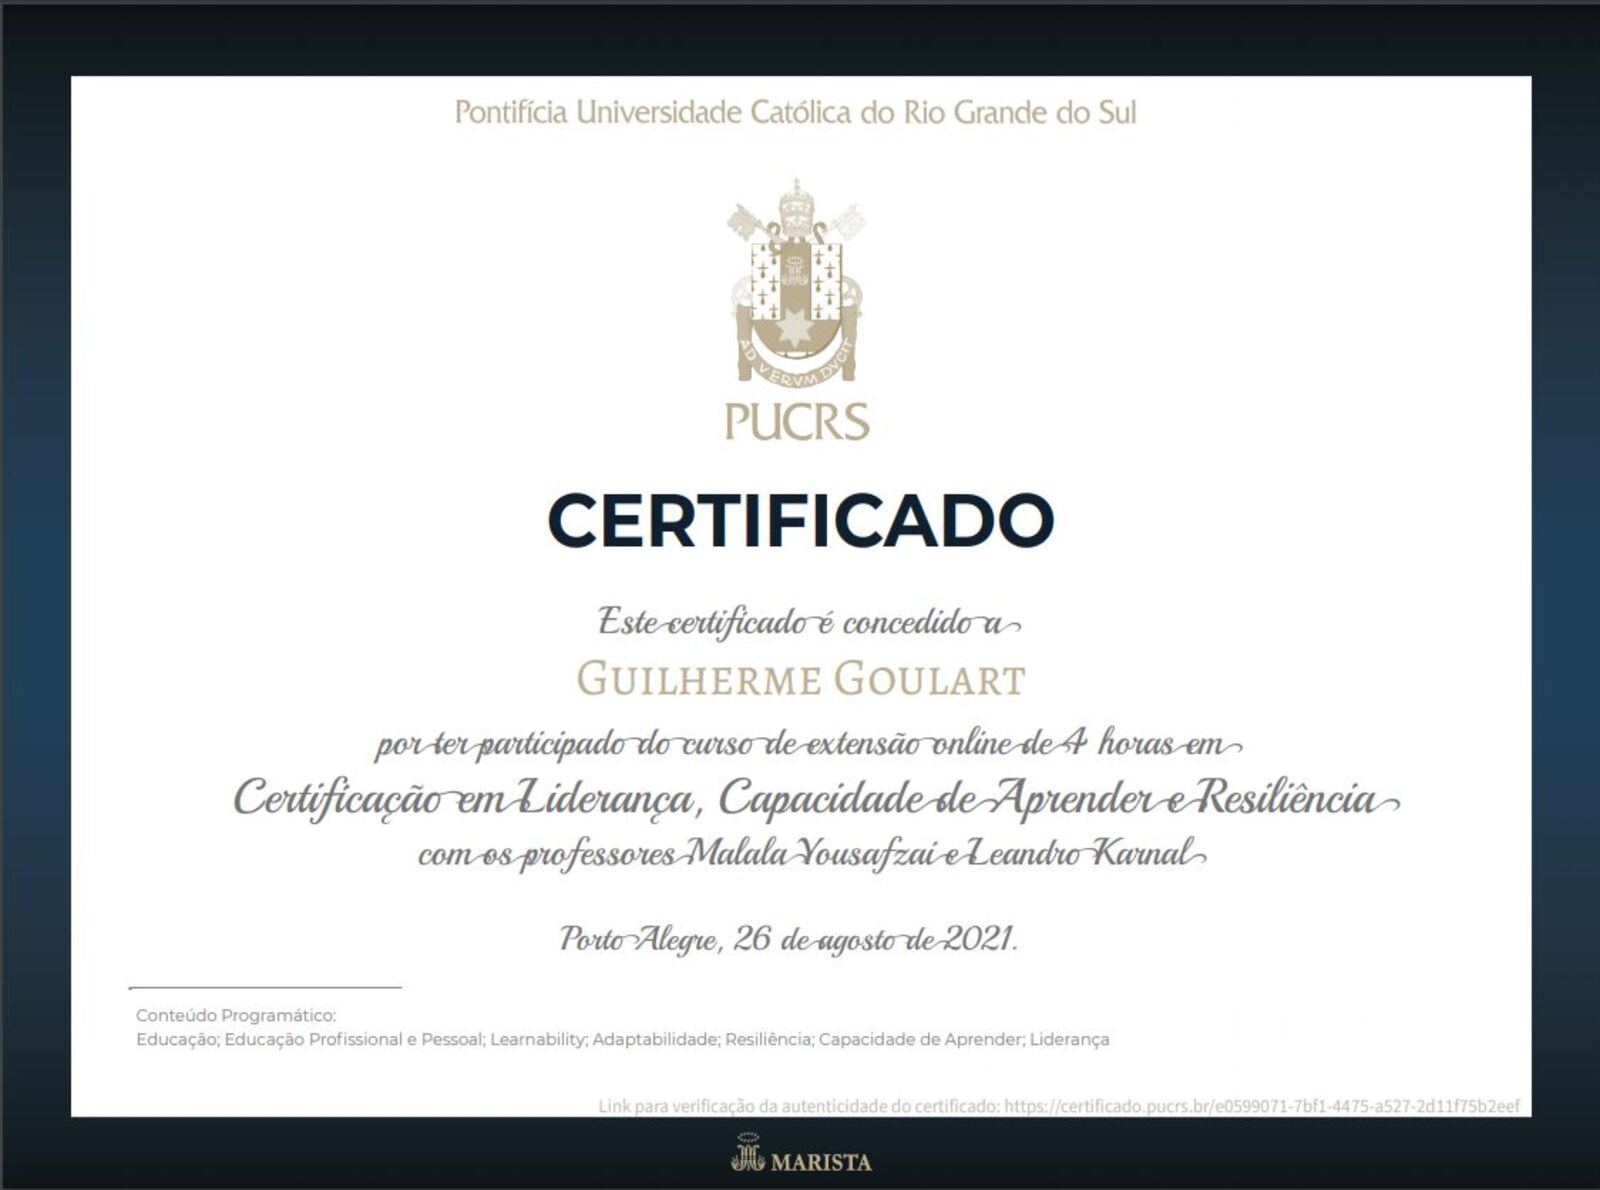 Pontifícia Universidade Católica do Rio Grande do Sul
AD VERVM DVCIT
PUCRS
CERTIFICADO
Este certificado é concedido a
GUILHERME GOULART
por ter participado do curso de extensão online de 4 horas em
Certificação em Liderança, Capacidade de Aprender e Resiliência
com os professores Malala Yousafzai e Leandro Karnal
Porto Alegre, 26 de agosto de 2021.
Conteúdo Programático:
Educação; Educação Profissional e Pessoal; Learnability; Adaptabilidade; Resiliência; Capacidade de Aprender; Liderança
Link para verificação da autenticidade do certificado: https://certificado.pucrs.br/e0599071-7bf1-4475-a527-2d11f75b2eef
MARISTA